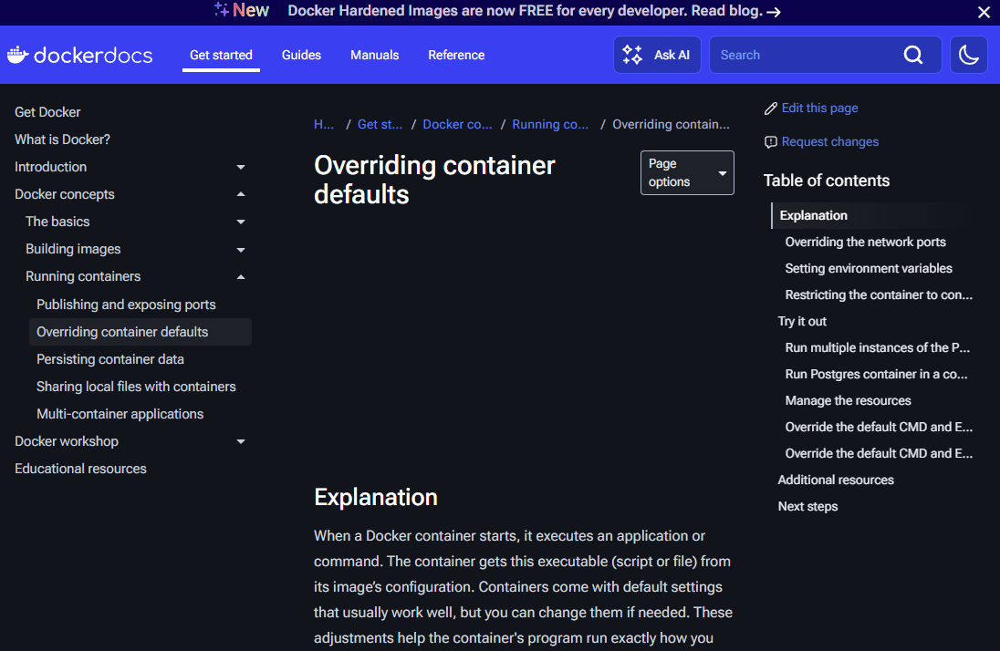 New Docker Hardened Images are now FREE for every developer. Read blog. →
dockerdocs
Get started
Guides
Manuals
Reference
Ask AI
Search
Get Docker
What is Docker?
Introduction
Docker concepts
The basics
Building images
Running containers
Publishing and exposing ports
Overriding container defaults
Persisting container data
Sharing local files with containers
Multi-container applications
Docker workshop
Educational resources
H... / Get st... / Docker co... / Running co... / Overriding contain...
Overriding container
defaults
Page
options
Explanation
When a Docker container starts, it executes an application or
command. The container gets this executable (script or file) from
its image’s configuration. Containers come with default settings
that usually work well, but you can change them if needed. These
adjustments help the container's program run exactly how you
Edit this page
Request changes
Table of contents
Explanation
Overriding the network ports
Setting environment variables
Restricting the container to con...
Try it out
Run multiple instances of the P...
Run Postgres container in a co...
Manage the resources
Override the default CMD and E...
Override the default CMD and E...
Additional resources
Next steps